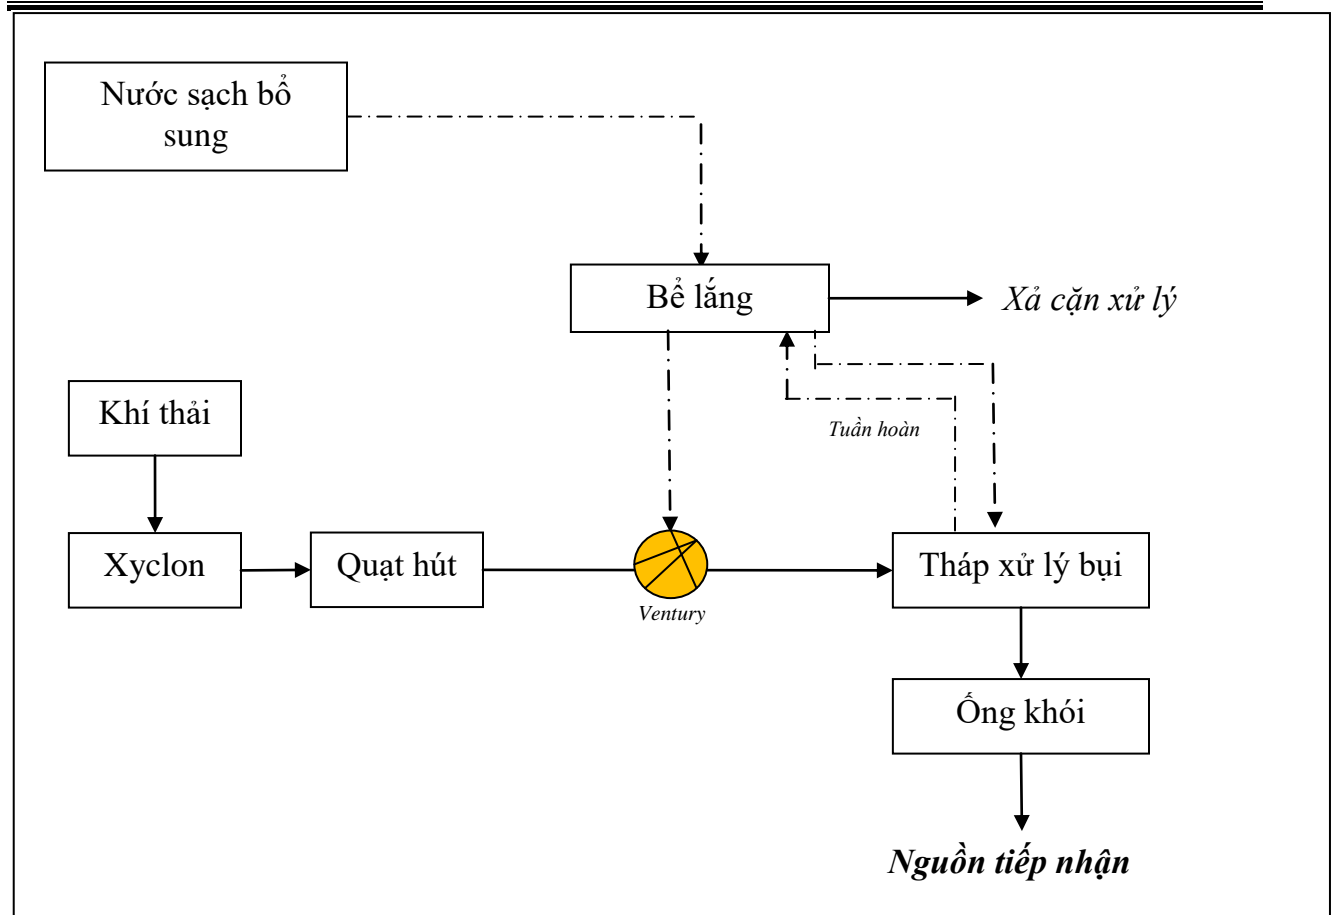 Nước sạch bổ
sung
Bể lắng
Xả cặn xử lý
Khí thải
Tuần hoàn
Xyclon
Quạt hút
Tháp xử lý bụi
Ventury
Ống khói
Nguồn tiếp nhận